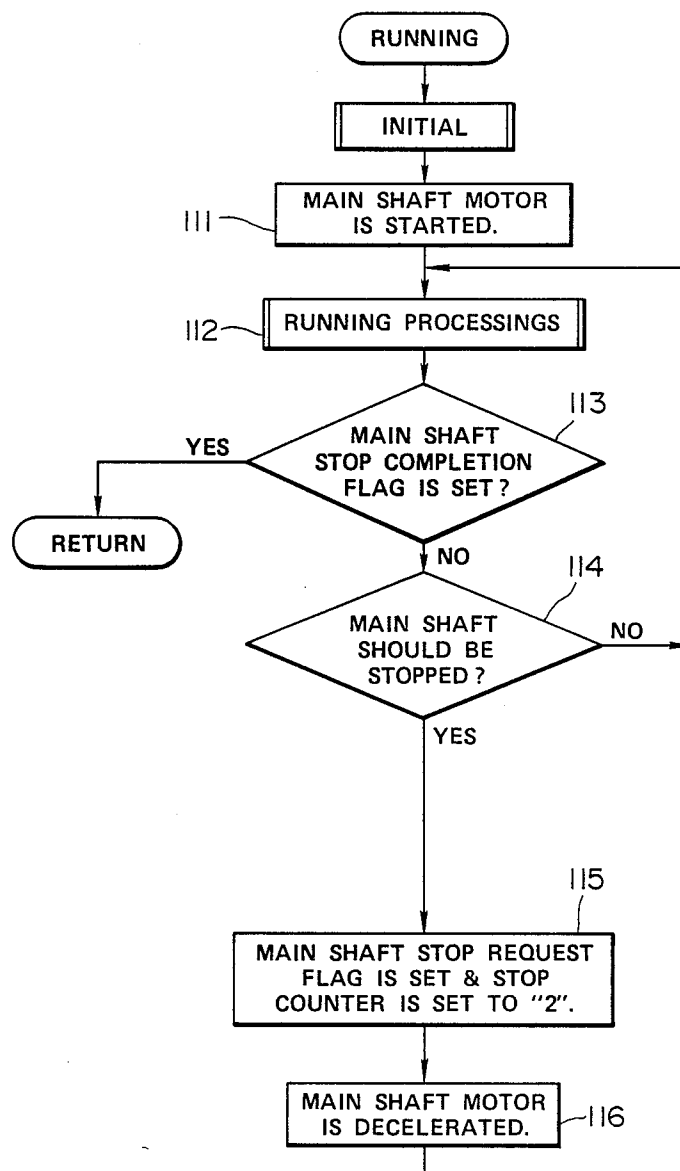 RUNNING
INITIAL
MAIN SHAFT MOTOR
IS STARTED.
111
RUNNING PROCESSINGS
112
113
MAIN SHAFT
STOP COMPLETION
FLAG IS SET?
YES
RETURN
NO
114
MAIN SHAFT
SHOULD BE
STOPPED?
NO
YES
115
MAIN SHAFT STOP REQUEST
FLAG IS SET & STOP
COUNTER IS SET TO "2".
MAIN SHAFT MOTOR
IS DECELERATED.
116